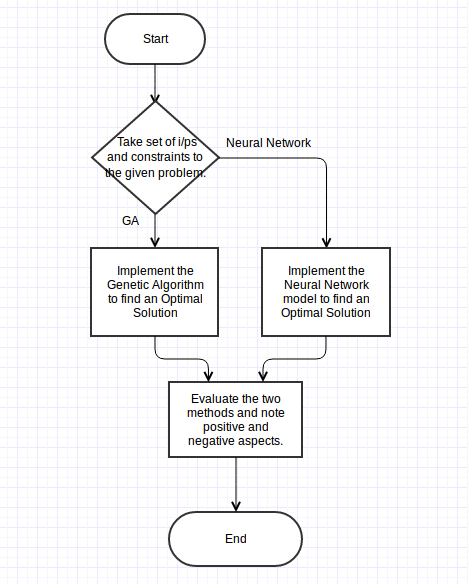 Start
Take set of i/ps
and constraints to
the given problem.
Neural Network
GA
Implement the
Genetic Algorithm
to find an Optimal
Solution
Implement the
Neural Network
model to find an
Optimal Solution
Evaluate the two
methods and note
positive and
negative aspects.
End